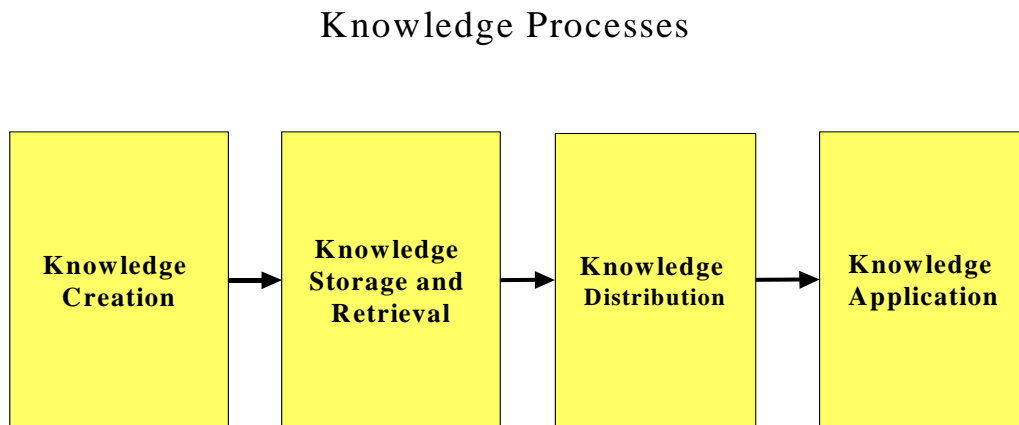 Knowledge Processes
Knowledge
Creation
Knowledge
Storage and
Retrieval
Knowledge
Distribution
Knowledge
Application